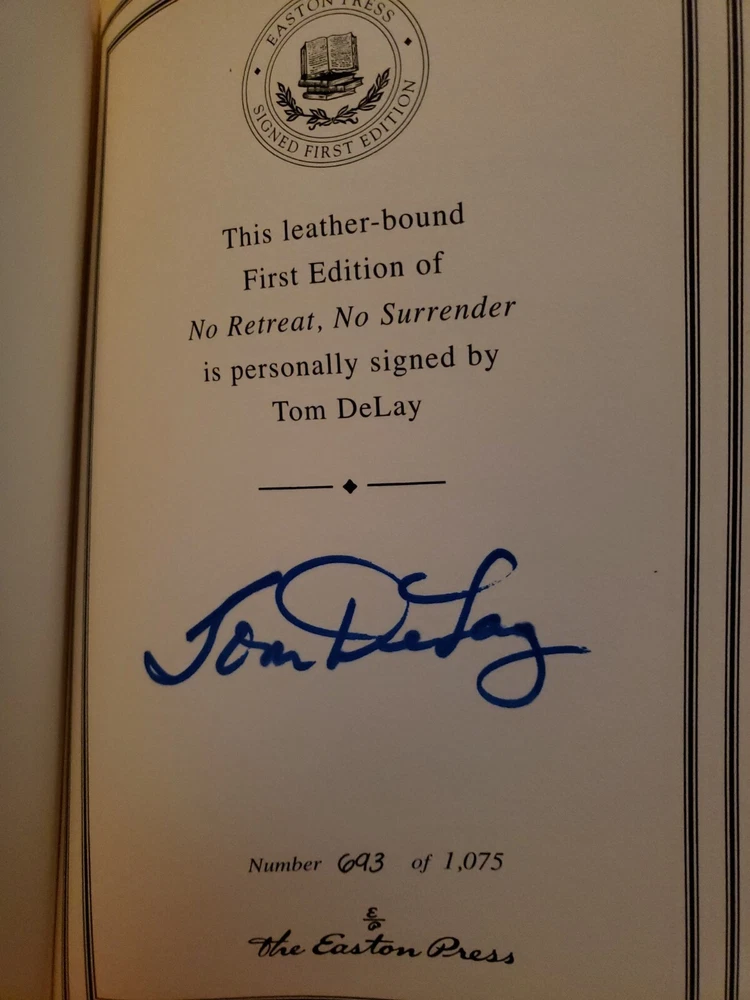 EASTON PRESS
SIGNED FIRST EDITION
This leather-bound
First Edition of
No Retreat, No Surrender
is personally signed by
Tom DeLay
Tom DeLay
Number 693 of 1,075
E/P
The Easton Press